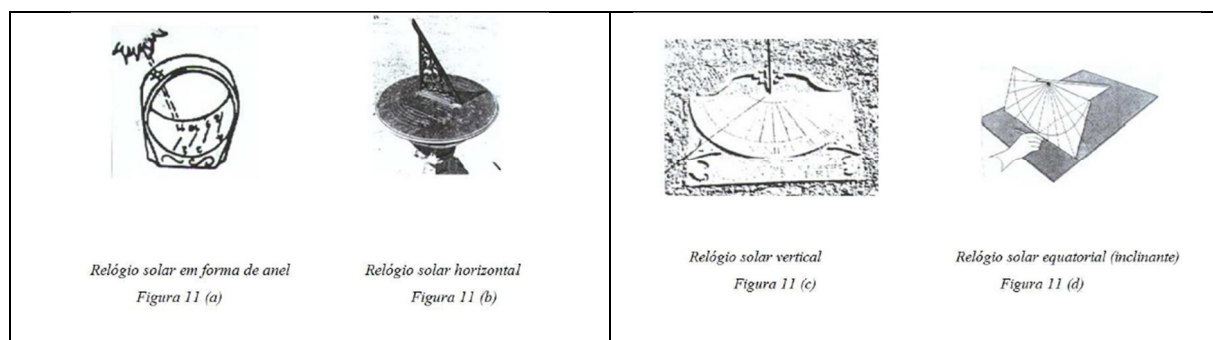 Relógio solar em forma de anel
Figura 11 (a)
Relógio solar horizontal
Figura 11 (b)
Relógio solar vertical
Figura 11 (c)
Relógio solar equatorial (inclinante)
Figura 11 (d)